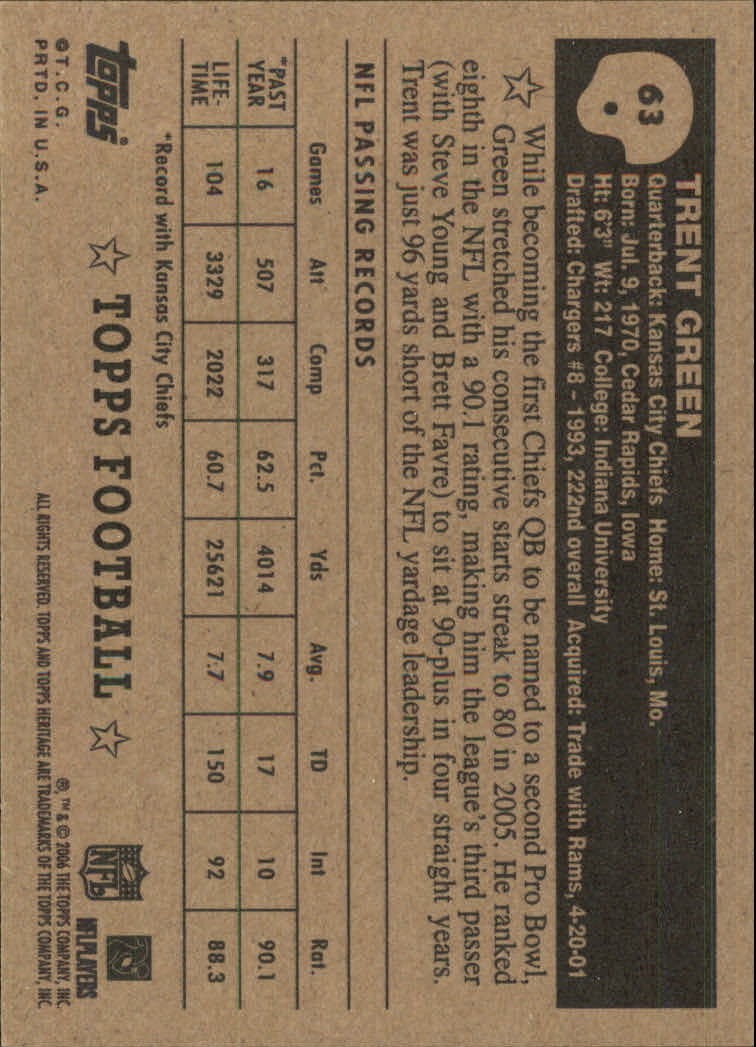 63
TRENT GREEN
Quarterback: Kansas City Chiefs Home: St. Louis, Mo.
Born: Jul. 9, 1970, Cedar Rapids, Iowa
Ht: 6'3" Wt: 217 College: Indiana University
Drafted: Chargers #8 - 1993, 222nd overall Acquired: Trade with Rams, 4-20-01
While becoming the first Chiefs QB to be named to a second Pro Bowl,
Green stretched his consecutive starts streak to 80 in 2005. He ranked
eighth in the NFL with a 90.1 rating, making him the league's third passer
(with Steve Young and Brett Favre) to sit at 90-plus in four straight years.
Trent was just 96 yards short of the NFL yardage leadership.
NFL PASSING RECORDS
Games Att Comp Pct. Yds Avg. TD Int Rat.
*PAST YEAR 16 507 317 62.5 4014 7.9 17 10 90.1
LIFE-TIME 104 3329 2022 60.7 25621 7.7 150 92 88.3
*Record with Kansas City Chiefs
topps®
©T.C.G.
PRTD. IN U.S.A.
☆ TOPPS FOOTBALL ☆
NFL
NFLPLAYERS
®, ™ & © 2006 THE TOPPS COMPANY, INC.
ALL RIGHTS RESERVED. TOPPS AND TOPPS HERITAGE ARE TRADEMARKS OF THE TOPPS COMPANY, INC.